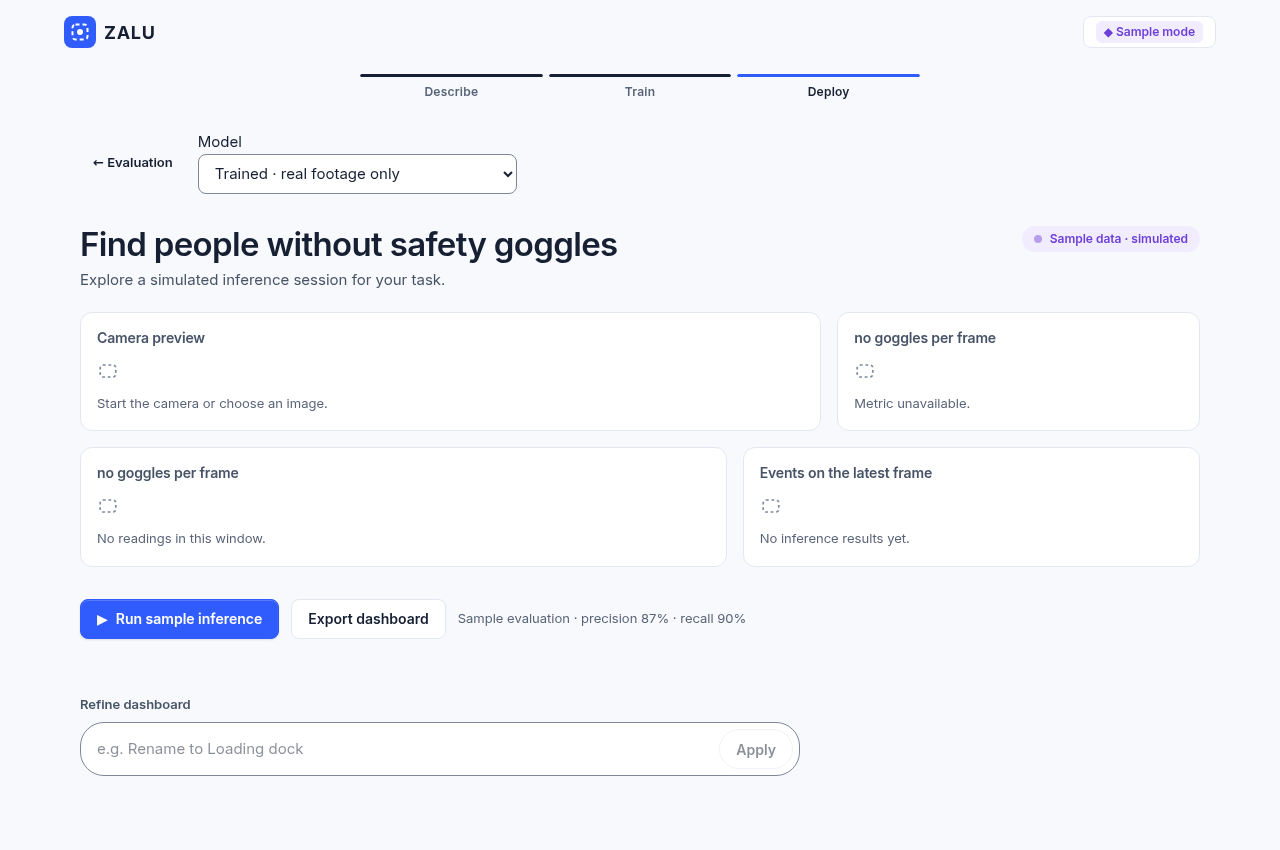 ZALU
◆ Sample mode
Describe
Train
Deploy
← Evaluation
Model
Trained · real footage only
Find people without safety goggles
Sample data · simulated
Explore a simulated inference session for your task.
Camera preview
Start the camera or choose an image.
no goggles per frame
Metric unavailable.
no goggles per frame
No readings in this window.
Events on the latest frame
No inference results yet.
▶ Run sample inference
Export dashboard
Sample evaluation · precision 87% · recall 90%
Refine dashboard
e.g. Rename to Loading dock
Apply